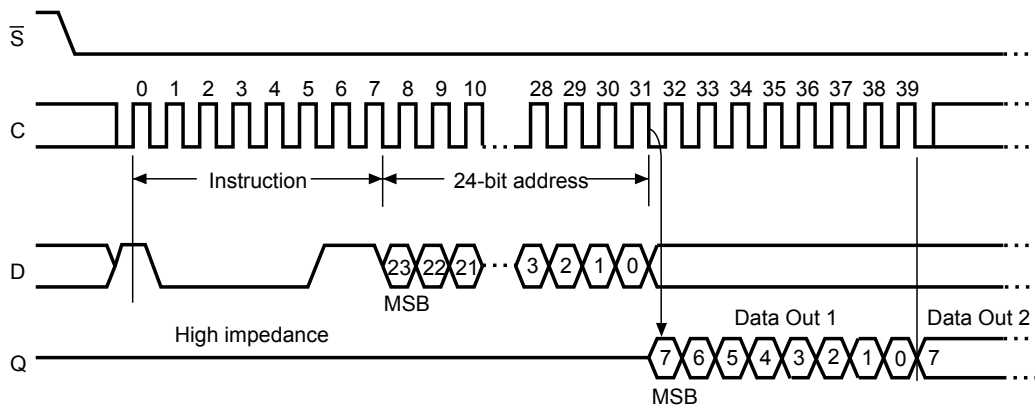 S
0 1 2 3 4 5 6 7 8 9 10 28 29 30 31 32 33 34 35 36 37 38 39
C
Instruction 24-bit address
D
23 22 21 3 2 1 0
MSB
High impedance Data Out 1 Data Out 2
Q
7 6 5 4 3 2 1 0 7
MSB